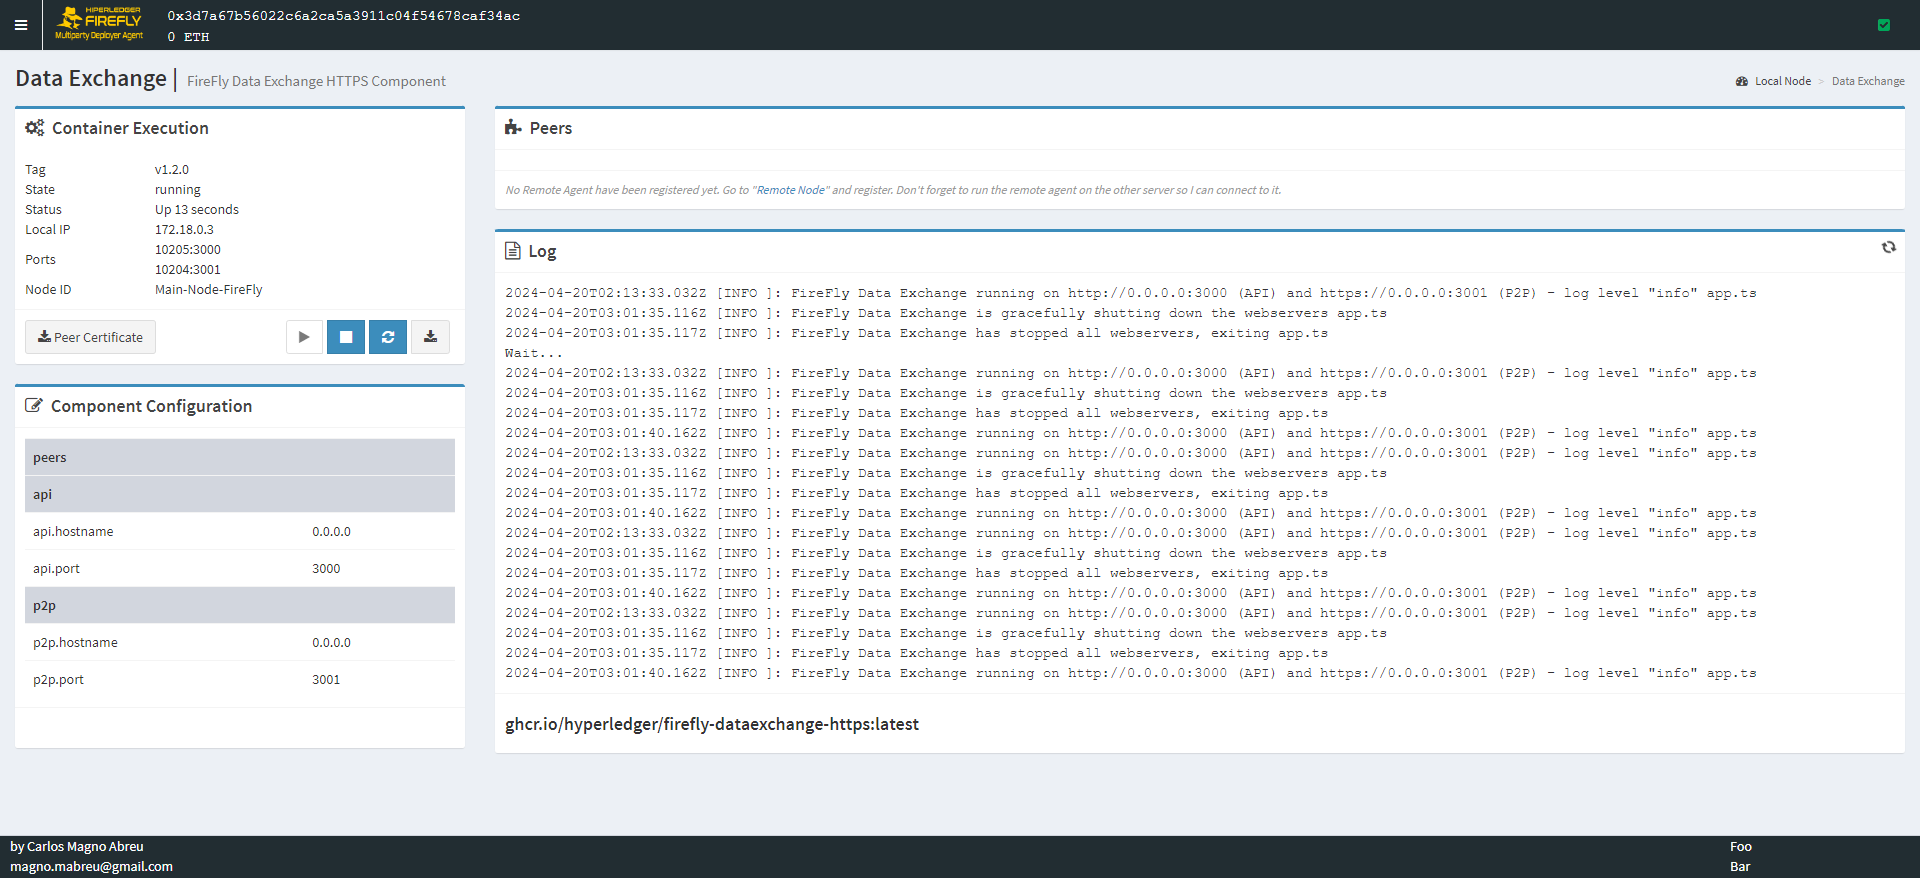 HIPERLEDGER
FIREFLY
Multiparty Deployer Agent
0x3d7a67b56022c6a2ca5a3911c04f54678caf34ac
0 ETH
Data Exchange | FireFly Data Exchange HTTPS Component
Local Node > Data Exchange
Container Execution
Tag v1.2.0
State running
Status Up 13 seconds
Local IP 172.18.0.3
Ports 10205:3000
10204:3001
Node ID Main-Node-FireFly
Peer Certificate
Component Configuration
peers
api
api.hostname 0.0.0.0
api.port 3000
p2p
p2p.hostname 0.0.0.0
p2p.port 3001
Peers
No Remote Agent have been registered yet. Go to "Remote Node" and register. Don't forget to run the remote agent on the other server so I can connect to it.
Log
2024-04-20T02:13:33.032Z [INFO ]: FireFly Data Exchange running on http://0.0.0.0:3000 (API) and https://0.0.0.0:3001 (P2P) - log level "info" app.ts
2024-04-20T03:01:35.116Z [INFO ]: FireFly Data Exchange is gracefully shutting down the webservers app.ts
2024-04-20T03:01:35.117Z [INFO ]: FireFly Data Exchange has stopped all webservers, exiting app.ts
Wait...
2024-04-20T02:13:33.032Z [INFO ]: FireFly Data Exchange running on http://0.0.0.0:3000 (API) and https://0.0.0.0:3001 (P2P) - log level "info" app.ts
2024-04-20T03:01:35.116Z [INFO ]: FireFly Data Exchange is gracefully shutting down the webservers app.ts
2024-04-20T03:01:35.117Z [INFO ]: FireFly Data Exchange has stopped all webservers, exiting app.ts
2024-04-20T03:01:40.162Z [INFO ]: FireFly Data Exchange running on http://0.0.0.0:3000 (API) and https://0.0.0.0:3001 (P2P) - log level "info" app.ts
2024-04-20T02:13:33.032Z [INFO ]: FireFly Data Exchange running on http://0.0.0.0:3000 (API) and https://0.0.0.0:3001 (P2P) - log level "info" app.ts
2024-04-20T03:01:35.116Z [INFO ]: FireFly Data Exchange is gracefully shutting down the webservers app.ts
2024-04-20T03:01:35.117Z [INFO ]: FireFly Data Exchange has stopped all webservers, exiting app.ts
2024-04-20T03:01:40.162Z [INFO ]: FireFly Data Exchange running on http://0.0.0.0:3000 (API) and https://0.0.0.0:3001 (P2P) - log level "info" app.ts
2024-04-20T02:13:33.032Z [INFO ]: FireFly Data Exchange running on http://0.0.0.0:3000 (API) and https://0.0.0.0:3001 (P2P) - log level "info" app.ts
2024-04-20T03:01:35.116Z [INFO ]: FireFly Data Exchange is gracefully shutting down the webservers app.ts
2024-04-20T03:01:35.117Z [INFO ]: FireFly Data Exchange has stopped all webservers, exiting app.ts
2024-04-20T03:01:40.162Z [INFO ]: FireFly Data Exchange running on http://0.0.0.0:3000 (API) and https://0.0.0.0:3001 (P2P) - log level "info" app.ts
2024-04-20T02:13:33.032Z [INFO ]: FireFly Data Exchange running on http://0.0.0.0:3000 (API) and https://0.0.0.0:3001 (P2P) - log level "info" app.ts
2024-04-20T03:01:35.116Z [INFO ]: FireFly Data Exchange is gracefully shutting down the webservers app.ts
2024-04-20T03:01:35.117Z [INFO ]: FireFly Data Exchange has stopped all webservers, exiting app.ts
2024-04-20T03:01:40.162Z [INFO ]: FireFly Data Exchange running on http://0.0.0.0:3000 (API) and https://0.0.0.0:3001 (P2P) - log level "info" app.ts
ghcr.io/hyperledger/firefly-dataexchange-https:latest
by Carlos Magno Abreu
magno.mabreu@gmail.com
Foo
Bar